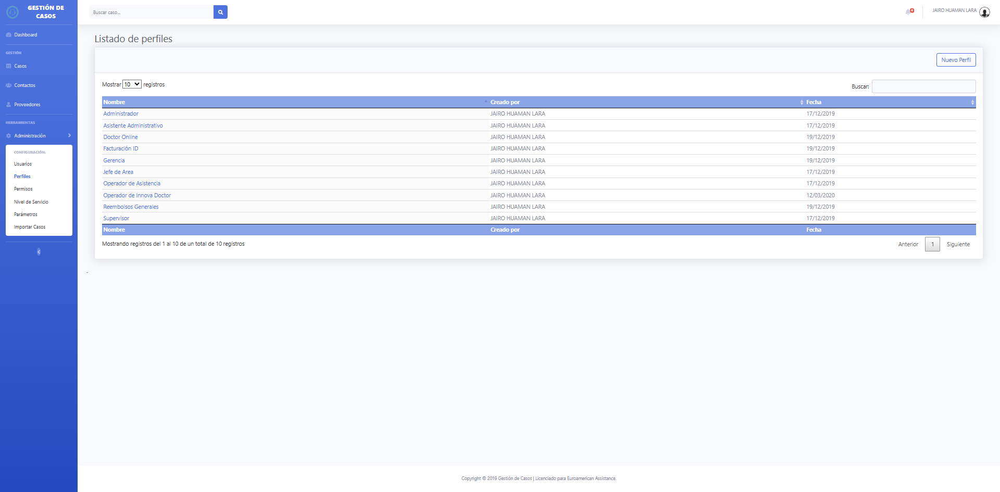 GESTIÓN DE
CASOS
Dashboard
GESTIÓN
Casos
Contactos
Proveedores
HERRAMIENTAS
Administración
CONFIGURACIÓN:
Usuarios
Perfiles
Permisos
Nivel de Servicio
Parámetros
Importar Casos
Buscar caso...
0
JAIRO HUAMAN LARA
Listado de perfiles
Nuevo Perfil
Mostrar 10 registros
Buscar:
Nombre Creado por Fecha
Administrador JAIRO HUAMAN LARA 17/12/2019
Asistente Administrativo JAIRO HUAMAN LARA 17/12/2019
Doctor Online JAIRO HUAMAN LARA 19/12/2019
Facturación ID JAIRO HUAMAN LARA 19/12/2019
Gerencia JAIRO HUAMAN LARA 19/12/2019
Jefe de Area JAIRO HUAMAN LARA 17/12/2019
Operador de Asistencia JAIRO HUAMAN LARA 17/12/2019
Operador de Innova Doctor JAIRO HUAMAN LARA 12/03/2020
Reembolsos Generales JAIRO HUAMAN LARA 19/12/2019
Supervisor JAIRO HUAMAN LARA 17/12/2019
Nombre Creado por Fecha
Mostrando registros del 1 al 10 de un total de 10 registros
Anterior 1 Siguiente
-
Copyright © 2019 Gestión de Casos | Licenciado para Euroamerican Assistance.